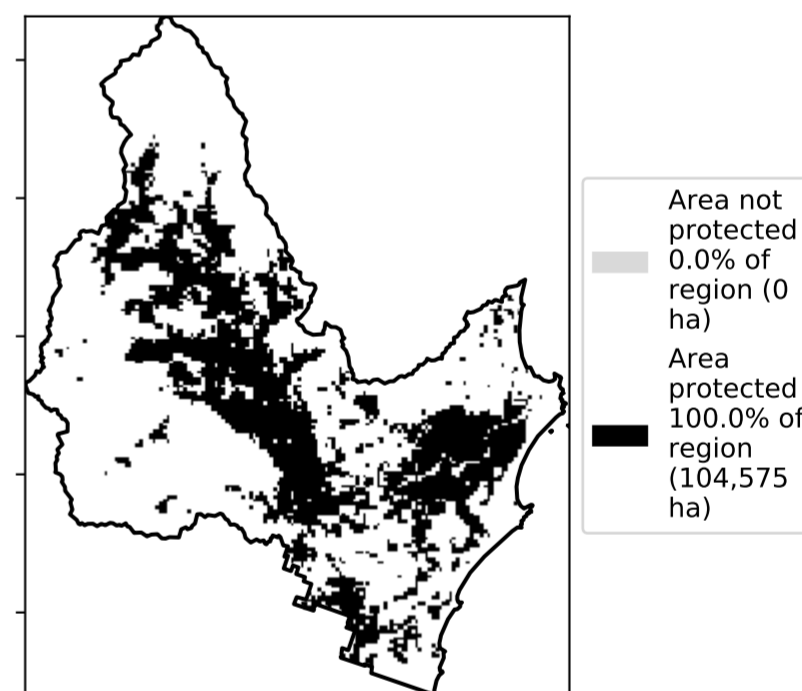 Area not
protected
0.0% of
region (0
ha)
Area
protected
100.0% of
region
(104,575
ha)